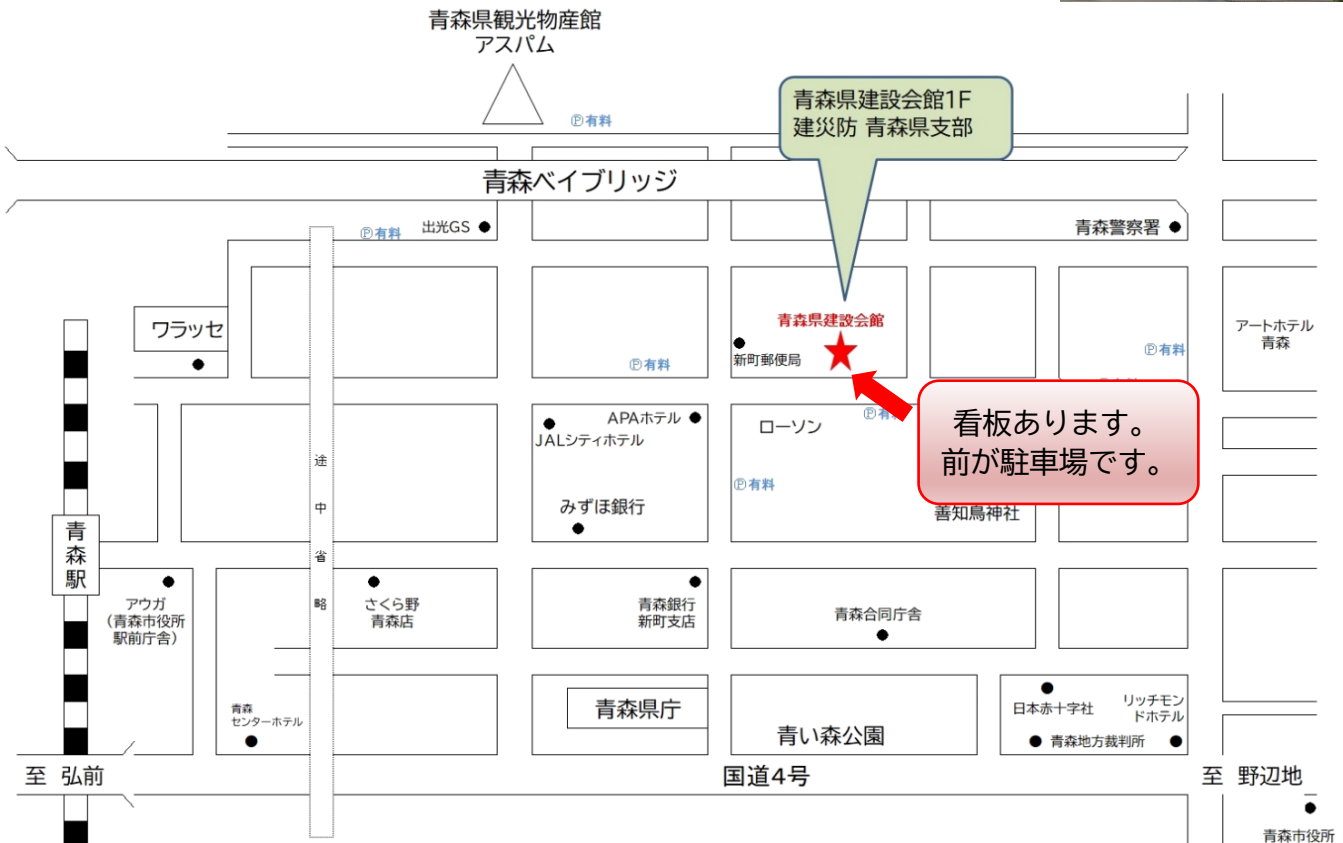 青森県観光物産館
アスパム
Ⓟ有料
青森県建設会館1F
建災防 青森県支部
青森ベイブリッジ
Ⓟ有料
出光GS
青森警察署
ワラッセ
青森県建設会館
新町郵便局
Ⓟ有料
Ⓟ有料
アートホテル
青森
APAホテル
JALシティホテル
ローソン
看板あります。
前が駐車場です。
Ⓟ有料
みずほ銀行
善知鳥神社
途中省略
青森駅
アウガ
(青森市役所
駅前庁舎)
さくら野
青森店
青森銀行
新町支店
青森合同庁舎
青森
センターホテル
青森県庁
青い森公園
日本赤十字社
リッチモン
ドホテル
青森地方裁判所
至 弘前
国道4号
至 野辺地
青森市役所